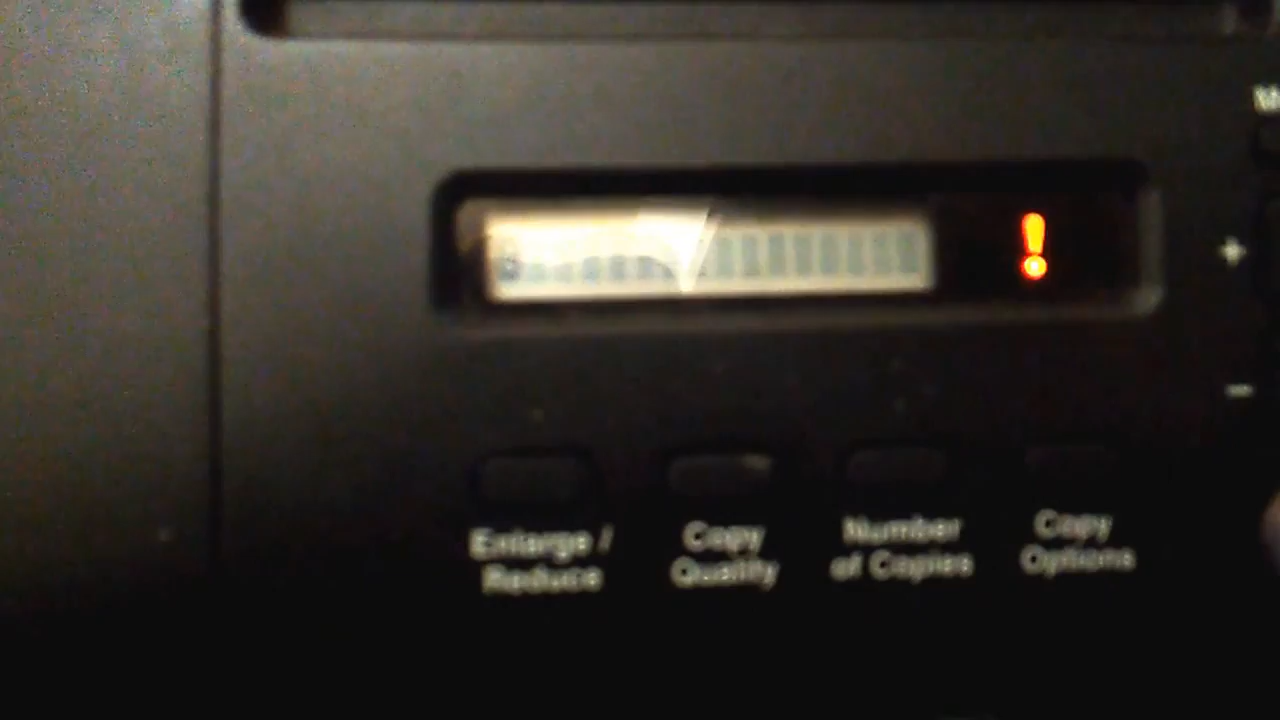 M
!
+
-
Enlarge / Reduce
Copy Quality
Number of Copies
Copy Options